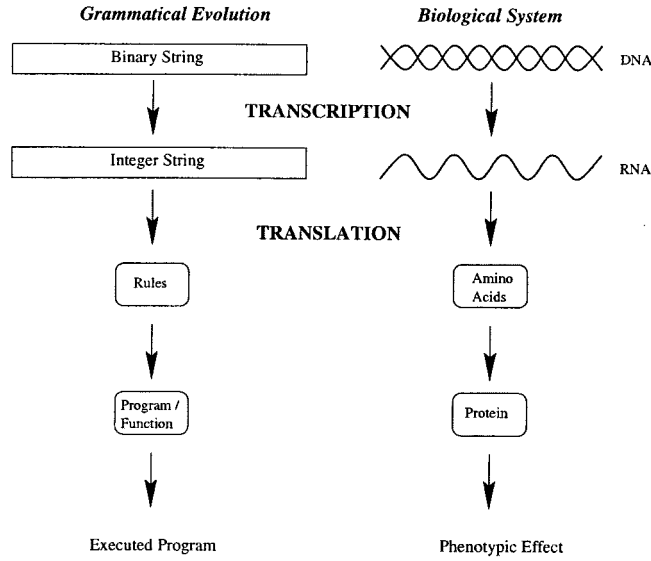 Grammatical Evolution
Biological System
Binary String
DNA
TRANSCRIPTION
Integer String
RNA
TRANSLATION
Rules
Amino
Acids
Program /
Function
Protein
Executed Program
Phenotypic Effect